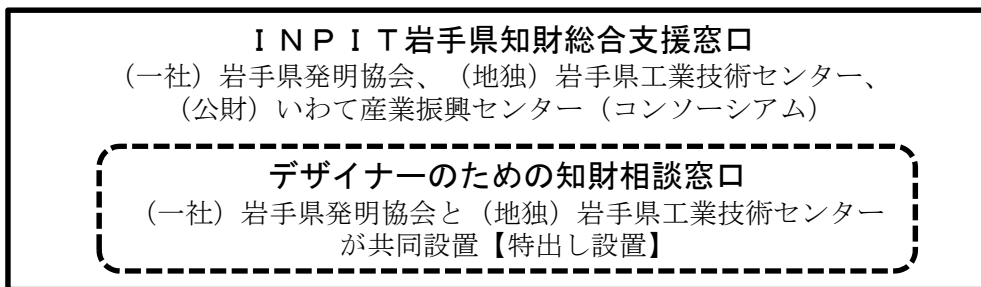 ＩＮＰＩＴ岩手県知財総合支援窓口
（一社）岩手県発明協会、（地独）岩手県工業技術センター、
（公財）いわて産業振興センター（コンソーシアム）
デザイナーのための知財相談窓口
（一社）岩手県発明協会と（地独）岩手県工業技術センター
が共同設置【特出し設置】